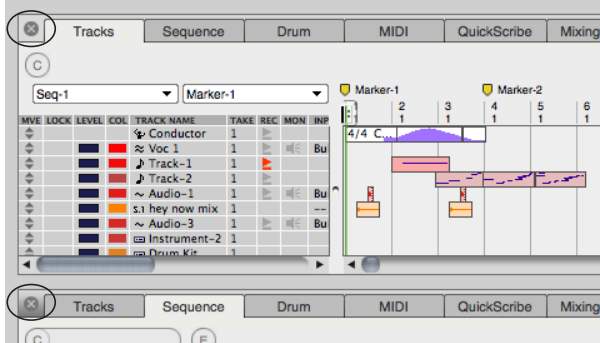 Tracks Sequence Drum MIDI QuickScribe Mixing
C
Seq-1 Marker-1 Marker-1 Marker-2
1 2 3 4 5 6
1 1 1 1 1 1
MVE LOCK LEVEL COL TRACK NAME TAKE REC MON INP
Conductor 1 4/4 C...
Voc 1 1 Bu
Track-1 1
Track-2 1
Audio-1 1 Bu
S.1 hey now mix 1 --
Audio-3 1 Bu
Instrument-2 1
Drum Kit 1
Tracks Sequence Drum MIDI QuickScribe Mixing
C E